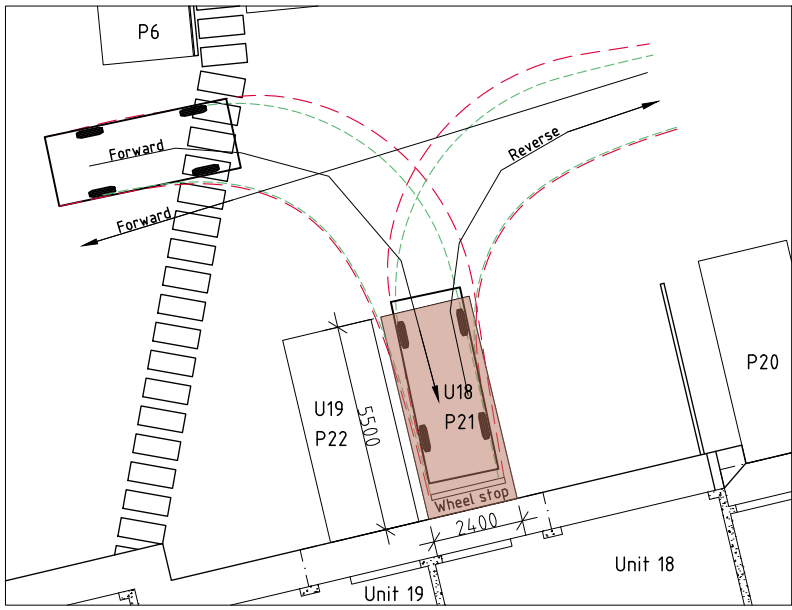 P6
Forward
Reverse
Forward
P20
U19
P22
5500
U18
P21
Wheel stop
2400
Unit 18
Unit 19